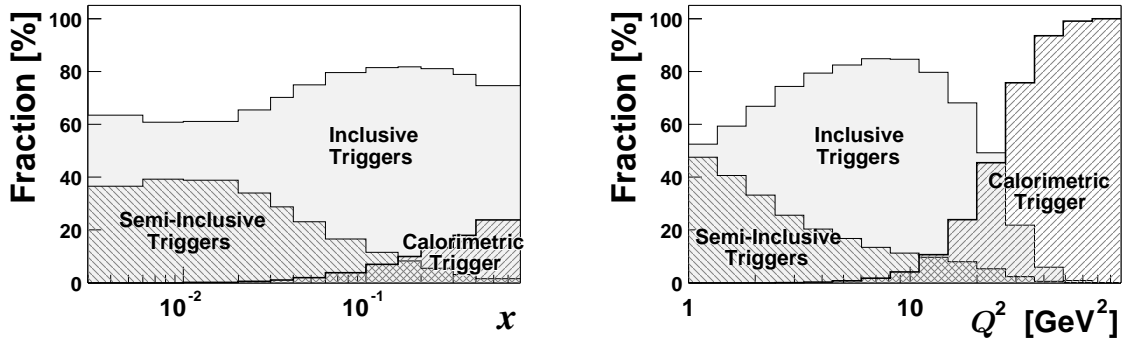 Fraction [%]
100
80
60
40
20
0
Inclusive
Triggers
Semi-Inclusive
Triggers
Calorimetric
Trigger
10^-2
10^-1
x
Fraction [%]
100
80
60
40
20
0
Inclusive
Triggers
Calorimetric
Trigger
Semi-Inclusive
Triggers
1
10
Q^2 [GeV^2]